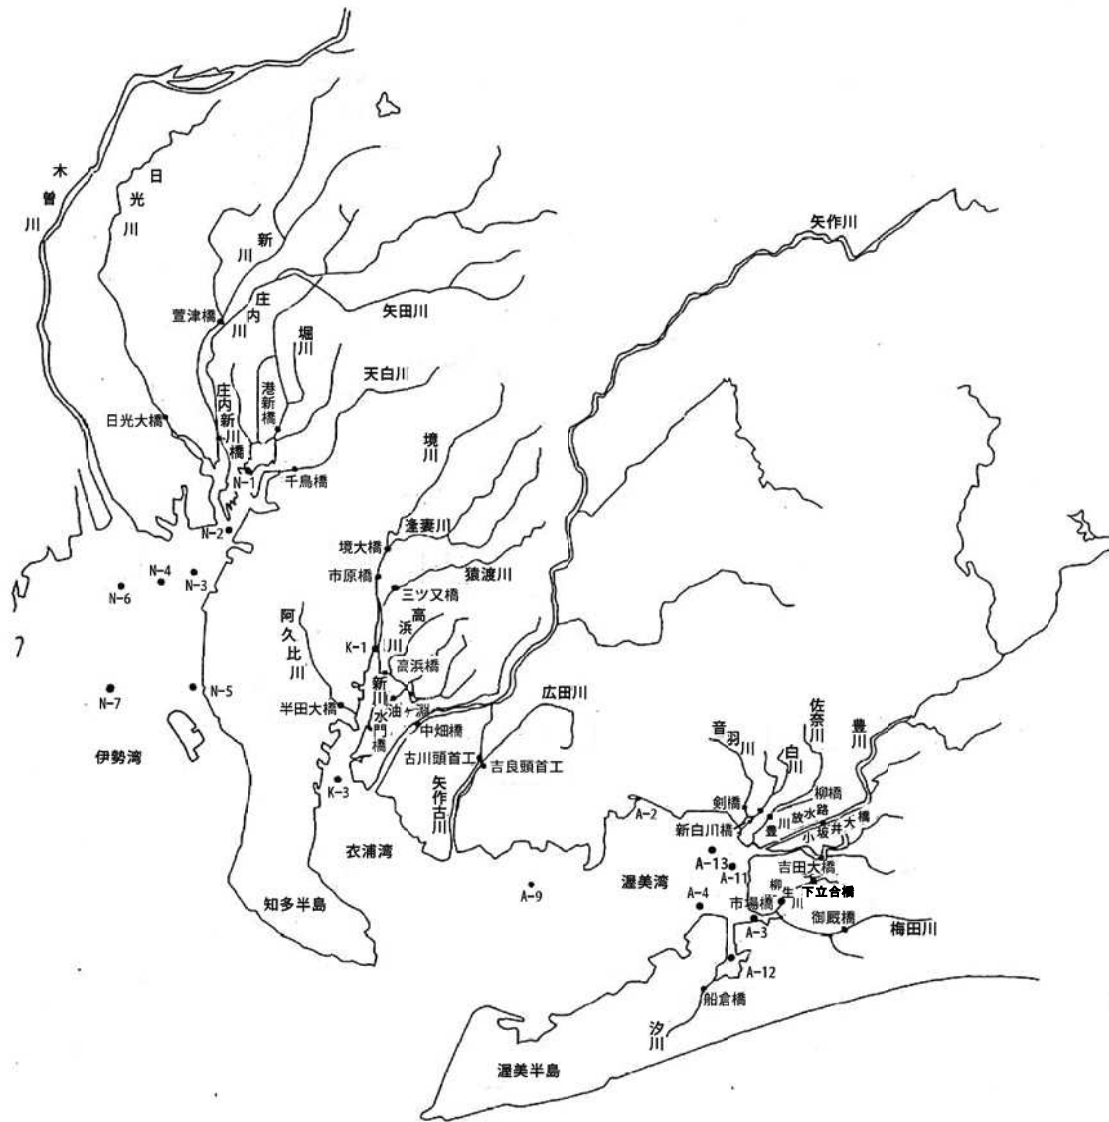 木曽川
日光川
新川
庄内川
矢田川
萱津橋
堀川
天白川
日光大橋
庄内新川橋
港新橋
N-1
千鳥橋
矢作川
境川
N-2
逢妻川
境大橋
市原橋
猿渡川
三ツ又橋
N-4
N-3
N-6
阿久比川
高浜川
K-1
高浜橋
N-5
N-7
新川水門橋
油ヶ淵
半田大橋
中畑橋
広田川
伊勢湾
古川頭首工
吉良頭首工
K-3
矢作古川
衣浦湾
知多半島
音羽川
白川
佐奈川
豊川
A-2
剣橋
柳橋
新白川橋
豊川放水路
小坂井大橋
A-13
A-11
吉田大橋
渥美湾
A-9
A-4
柳生川
下立合橋
市場橋
A-3
御厩橋
梅田川
A-12
船倉橋
汐川
渥美半島